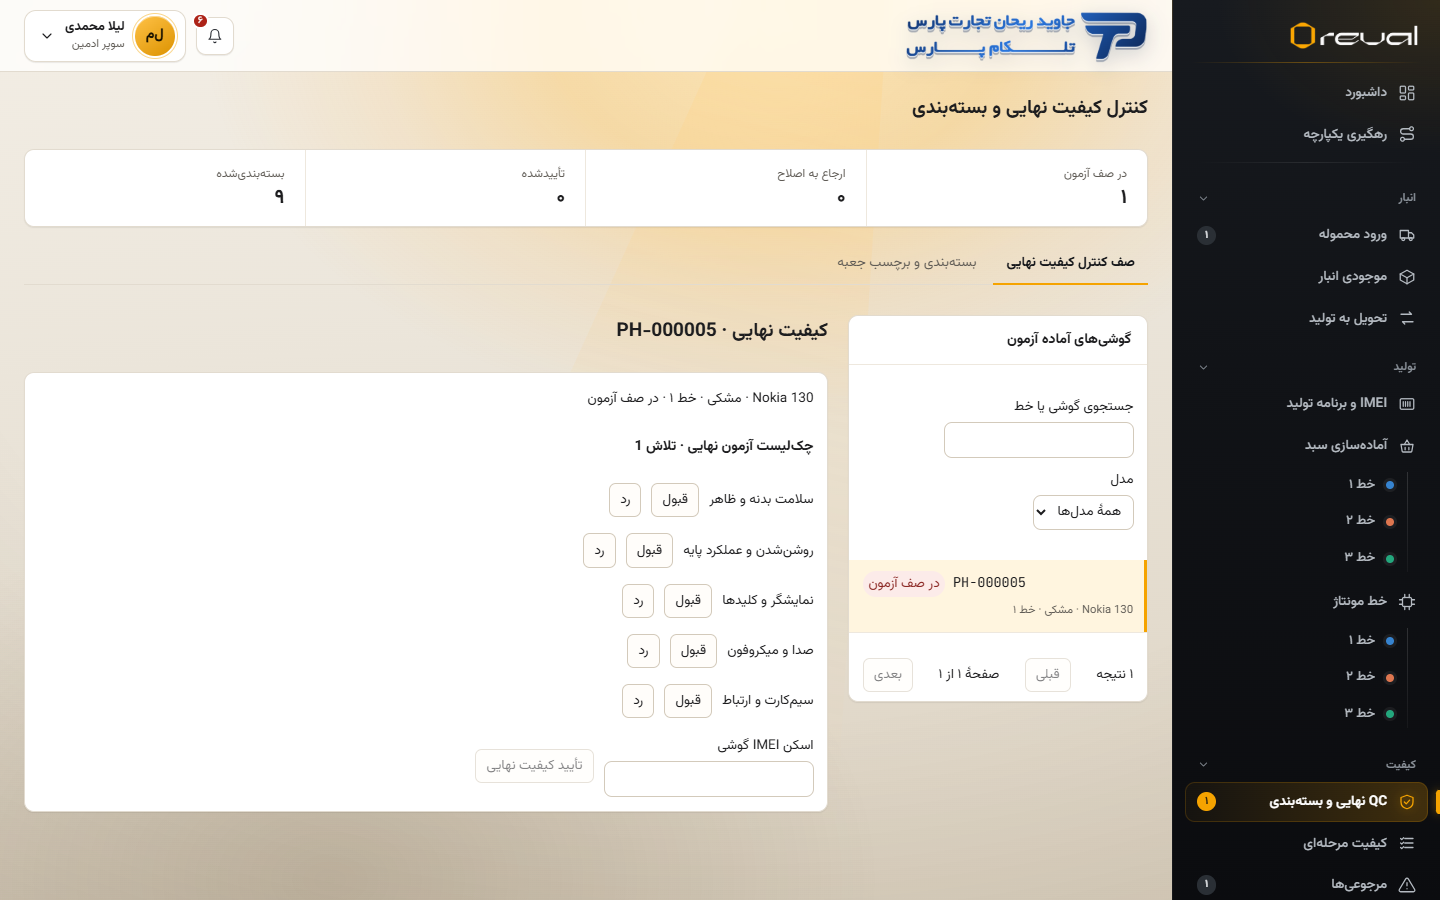 reval
داشبورد
رهگیری یکپارچه
انبار
ورود محموله
۱
موجودی انبار
تحویل به تولید
تولید
IMEI و برنامه تولید
آماده‌سازی سبد
خط ۱
خط ۲
خط ۳
خط مونتاژ
خط ۱
خط ۲
خط ۳
کیفیت
QC نهایی و بسته‌بندی
۱
کیفیت مرحله‌ای
مرجوعی‌ها
۱
جاوید ریحان تجارت پارس
تلـکام پـارس
۶
لیلا محمدی
سوپر ادمین
ل‌م
کنترل کیفیت نهایی و بسته‌بندی
در صف آزمون
۱
ارجاع به اصلاح
۰
تأییدشده
۰
بسته‌بندی‌شده
۹
صف کنترل کیفیت نهایی
بسته‌بندی و برچسب جعبه
گوشی‌های آماده آزمون
جستجوی گوشی یا خط
مدل
همهٔ مدل‌ها
PH-000005 در صف آزمون
Nokia 130 · مشکی · خط ۱
۱ نتیجه
قبلی
صفحهٔ ۱ از ۱
بعدی
کیفیت نهایی · PH-000005
Nokia 130 · مشکی · خط ۱ · در صف آزمون
چک‌لیست آزمون نهایی · تلاش 1
سلامت بدنه و ظاهر قبول رد
روشن‌شدن و عملکرد پایه قبول رد
نمایشگر و کلیدها قبول رد
صدا و میکروفون قبول رد
سیم‌کارت و ارتباط قبول رد
اسکن IMEI گوشی
تأیید کیفیت نهایی